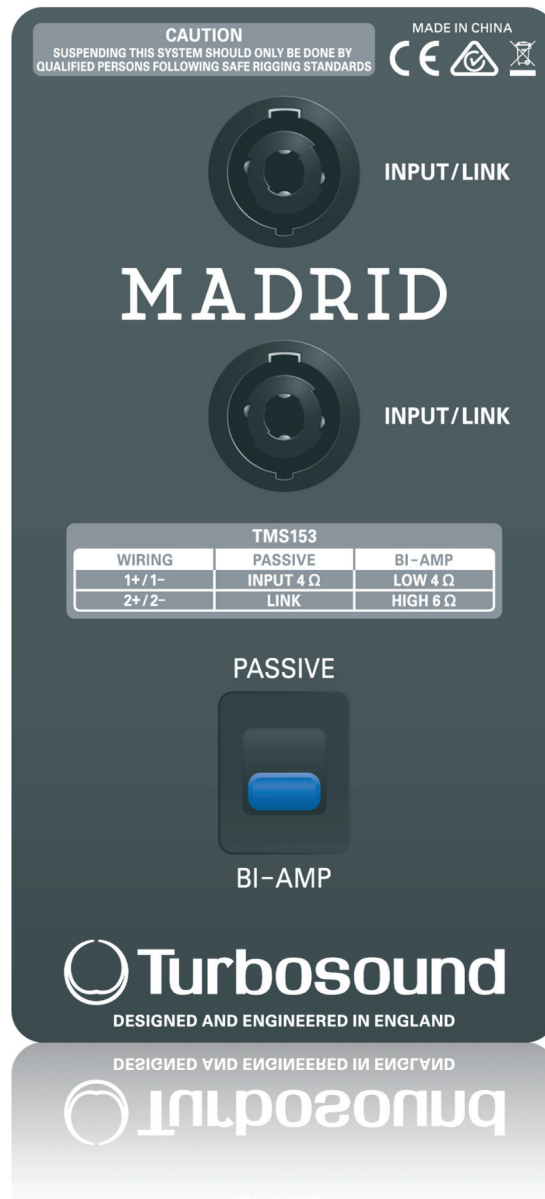 CAUTION
SUSPENDING THIS SYSTEM SHOULD ONLY BE DONE BY
QUALIFIED PERSONS FOLLOWING SAFE RIGGING STANDARDS
MADE IN CHINA
CE
INPUT/LINK
MADRID
INPUT/LINK
TMS153
WIRING PASSIVE BI-AMP
1+/1- INPUT 4 Ω LOW 4 Ω
2+/2- LINK HIGH 6 Ω
PASSIVE
BI-AMP
Turbosound
DESIGNED AND ENGINEERED IN ENGLAND